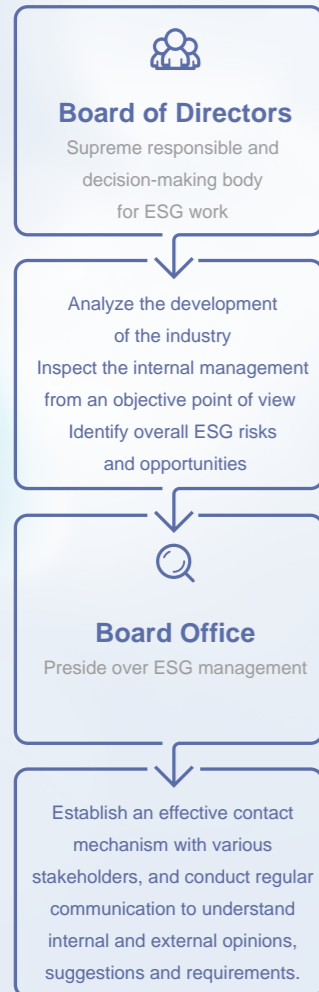 Board of Directors
Supreme responsible and
decision-making body
for ESG work
Analyze the development
of the industry
Inspect the internal management
from an objective point of view
Identify overall ESG risks
and opportunities
Board Office
Preside over ESG management
Establish an effective contact
mechanism with various
stakeholders, and conduct regular
communication to understand
internal and external opinions,
suggestions and requirements.